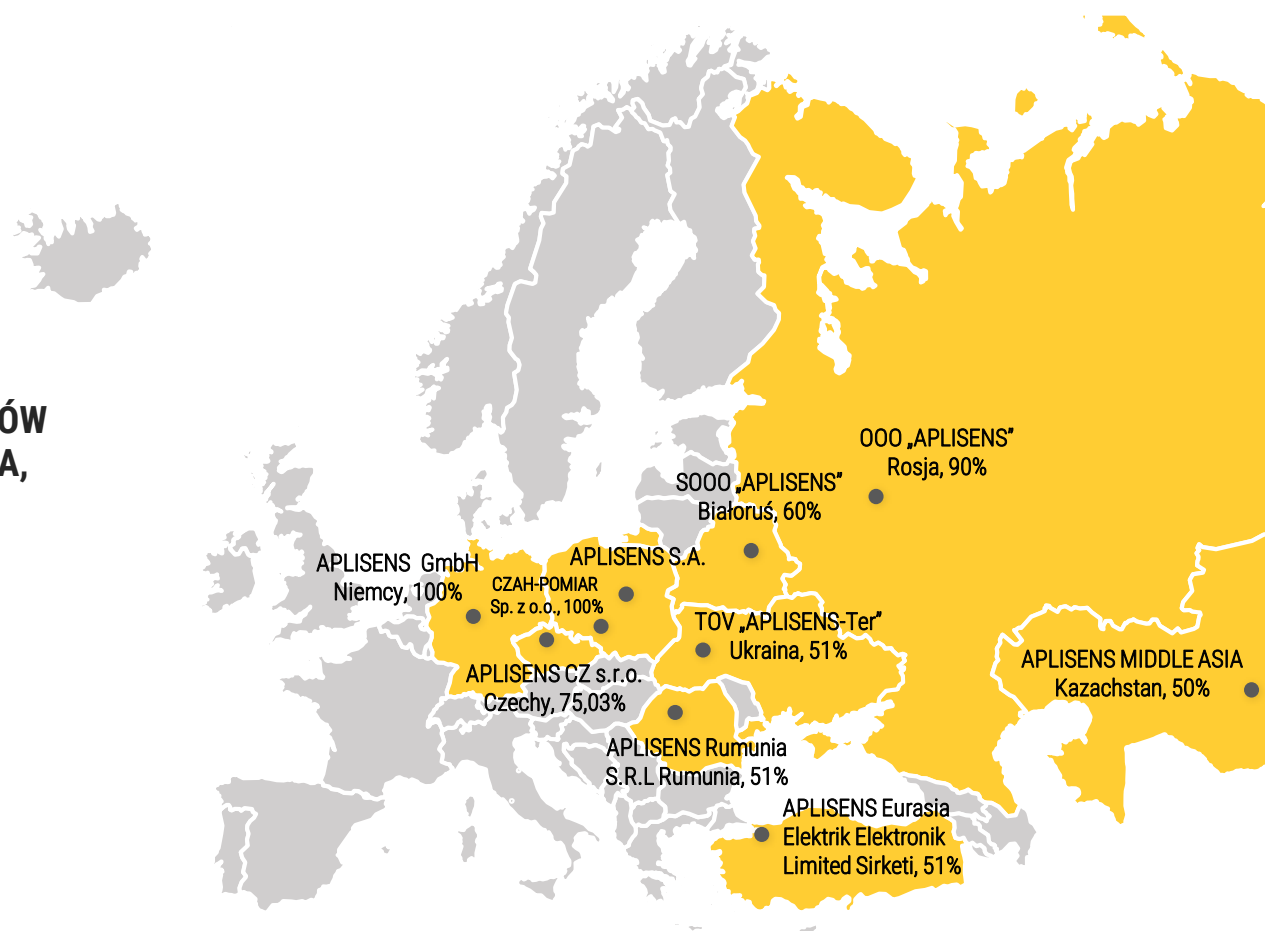 ÓW
A,
OOO „APLISENS”
Rosja, 90%
SOOO „APLISENS”
Białoruś, 60%
APLISENS GmbH
Niemcy, 100%
APLISENS S.A.
CZAH-POMIAR
Sp. z o.o., 100%
TOV „APLISENS-Ter”
Ukraina, 51%
APLISENS MIDDLE ASIA
Kazachstan, 50%
APLISENS CZ s.r.o.
Czechy, 75,03%
APLISENS Rumunia
S.R.L Rumunia, 51%
APLISENS Eurasia
Elektrik Elektronik
Limited Sirketi, 51%